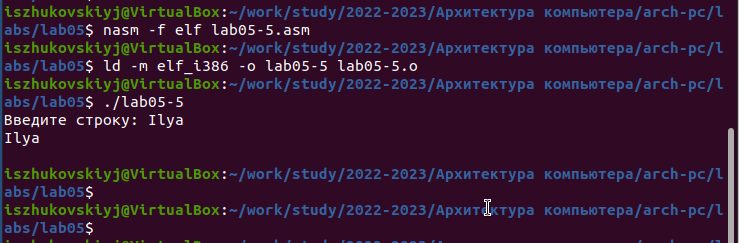 iszhukovskiyj@VirtualBox:~/work/study/2022-2023/Архитектура компьютера/arch-pc/l
abs/lab05$ nasm -f elf lab05-5.asm
iszhukovskiyj@VirtualBox:~/work/study/2022-2023/Архитектура компьютера/arch-pc/l
abs/lab05$ ld -m elf_i386 -o lab05-5 lab05-5.o
iszhukovskiyj@VirtualBox:~/work/study/2022-2023/Архитектура компьютера/arch-pc/l
abs/lab05$ ./lab05-5
Введите строку: Ilya
Ilya
iszhukovskiyj@VirtualBox:~/work/study/2022-2023/Архитектура компьютера/arch-pc/l
abs/lab05$
iszhukovskiyj@VirtualBox:~/work/study/2022-2023/Архитектура компьютера/arch-pc/l
abs/lab05$